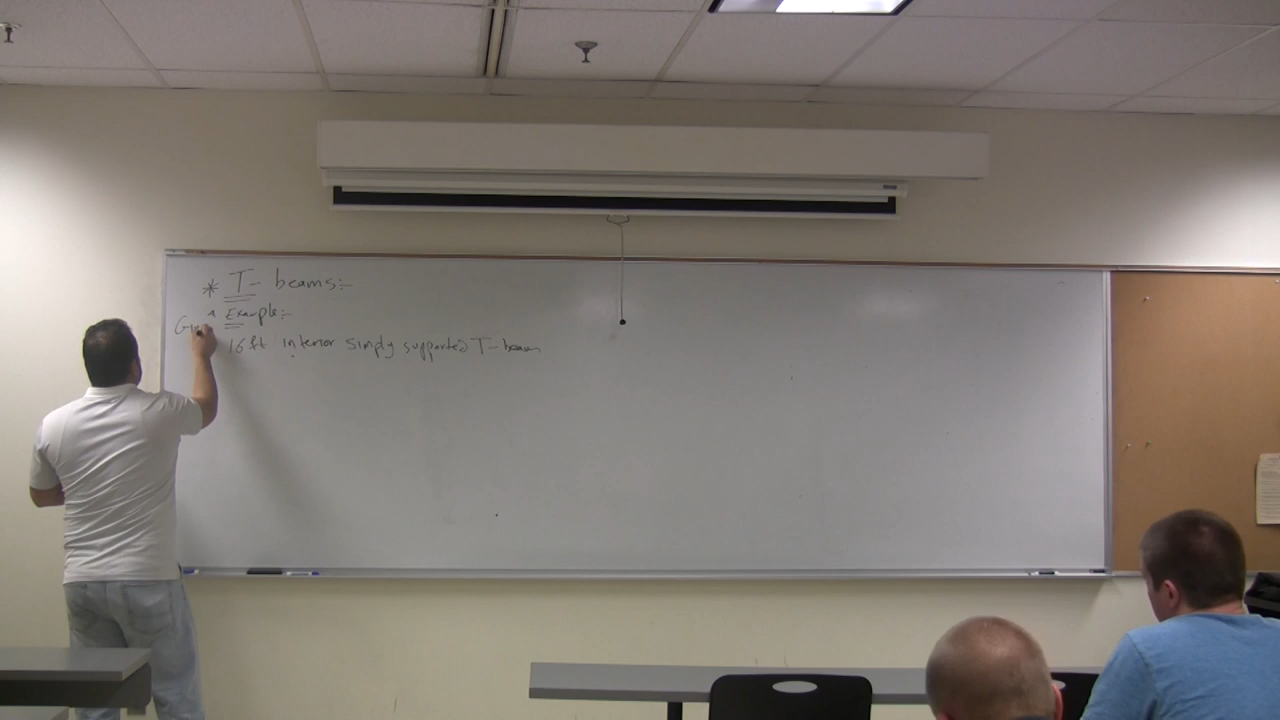 * T- beams:-
Example:-
16 ft interior simply supported T-beam